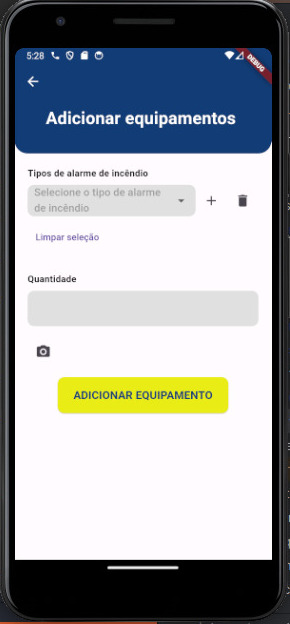 5:28
DEBUG
Adicionar equipamentos
Tipos de alarme de incêndio
Selecione o tipo de alarme
de incêndio
Limpar seleção
Quantidade
ADICIONAR EQUIPAMENTO